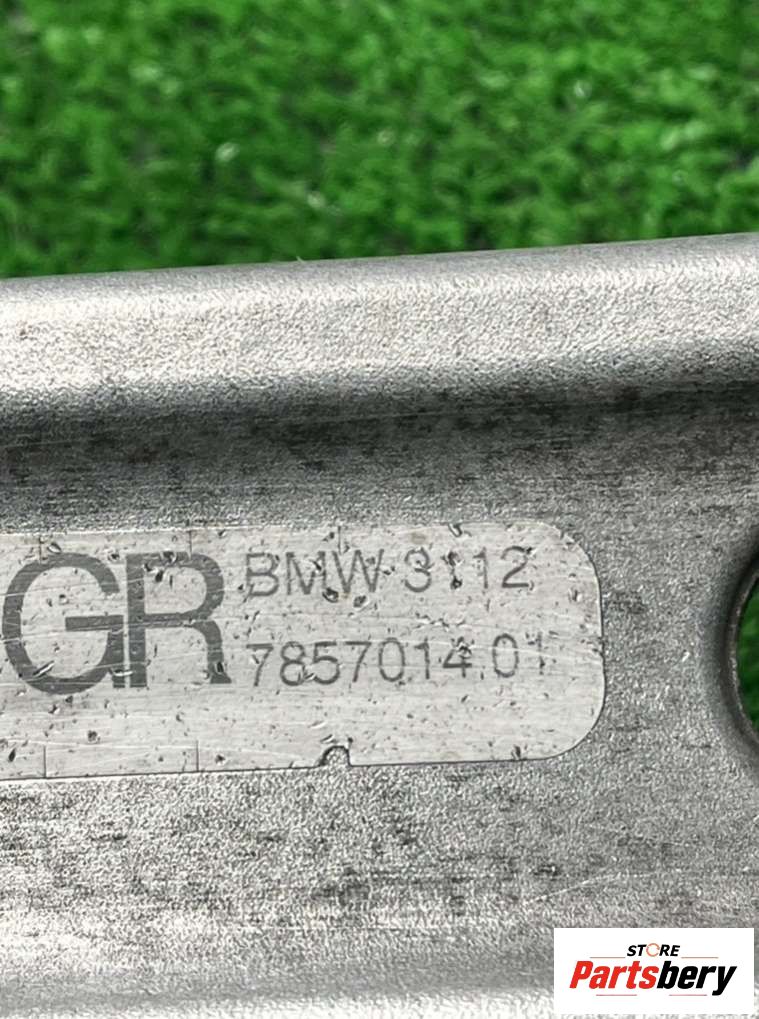 GR
BMW 3112
7857014.01
STORE
Partsbery